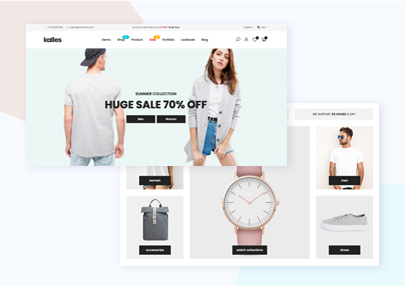 kalles
Demo Shop Product Sale Portfolio Lookbook Blog
SUMMER COLLECTION
HUGE SALE 70% OFF
Men Women
WE SUPPORT 24 HOURS A DAY
women
men
accessories
watch collections
shoes